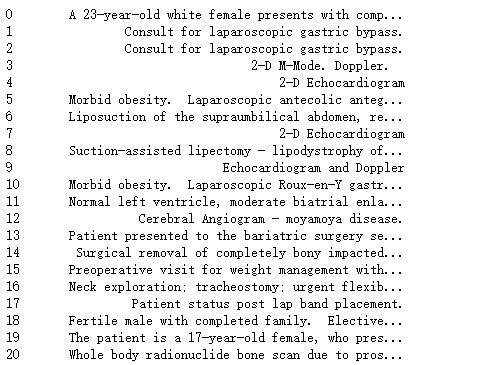 0 A 23-year-old white female presents with comp...
1 Consult for laparoscopic gastric bypass.
2 Consult for laparoscopic gastric bypass.
3 2-D M-Mode. Doppler.
4 2-D Echocardiogram
5 Morbid obesity. Laparoscopic antecolic anteg...
6 Liposuction of the supraumbilical abdomen, re...
7 2-D Echocardiogram
8 Suction-assisted lipectomy - lipodystrophy of...
9 Echocardiogram and Doppler
10 Morbid obesity. Laparoscopic Roux-en-Y gastr...
11 Normal left ventricle, moderate biatrial enla...
12 Cerebral Angiogram - moyamoya disease.
13 Patient presented to the bariatric surgery se...
14 Surgical removal of completely bony impacted...
15 Preoperative visit for weight management with...
16 Neck exploration; tracheostomy; urgent flexib...
17 Patient status post lap band placement.
18 Fertile male with completed family. Elective...
19 The patient is a 17-year-old female, who pres...
20 Whole body radionuclide bone scan due to pros...